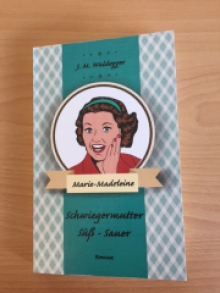 J. M. Waldegger
Marie-Madeleine
Schwiegermutter
Süß - Sauer
Roman